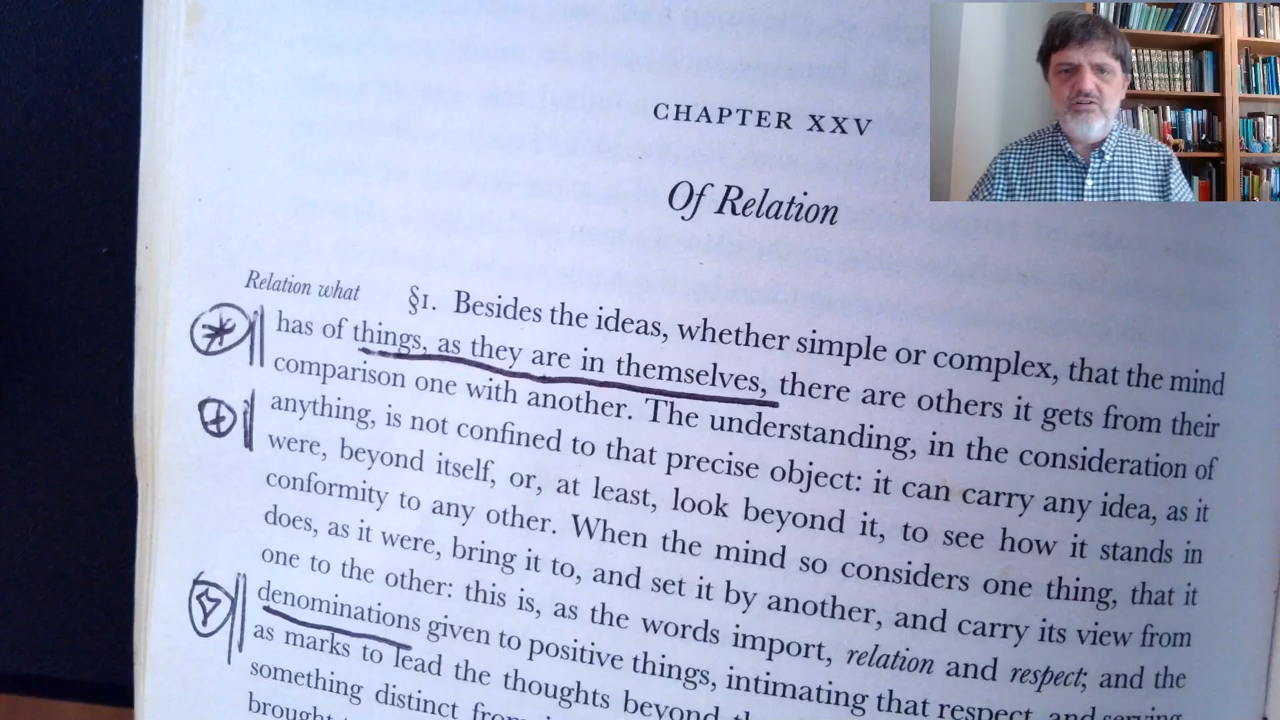 CHAPTER XXV
Of Relation
Relation what
§1. Besides the ideas, whether simple or complex, that the mind
has of things, as they are in themselves, there are others it gets from their
comparison one with another. The understanding, in the consideration of
anything, is not confined to that precise object: it can carry any idea, as it
were, beyond itself, or, at least, look beyond it, to see how it stands in
conformity to any other. When the mind so considers one thing, that it
does, as it were, bring it to, and set it by another, and carry its view from
one to the other: this is, as the words import, relation and respect; and the
denominations given to positive things, intimating that respect, and serving
as marks to lead the thoughts beyond
something distinct from
brought